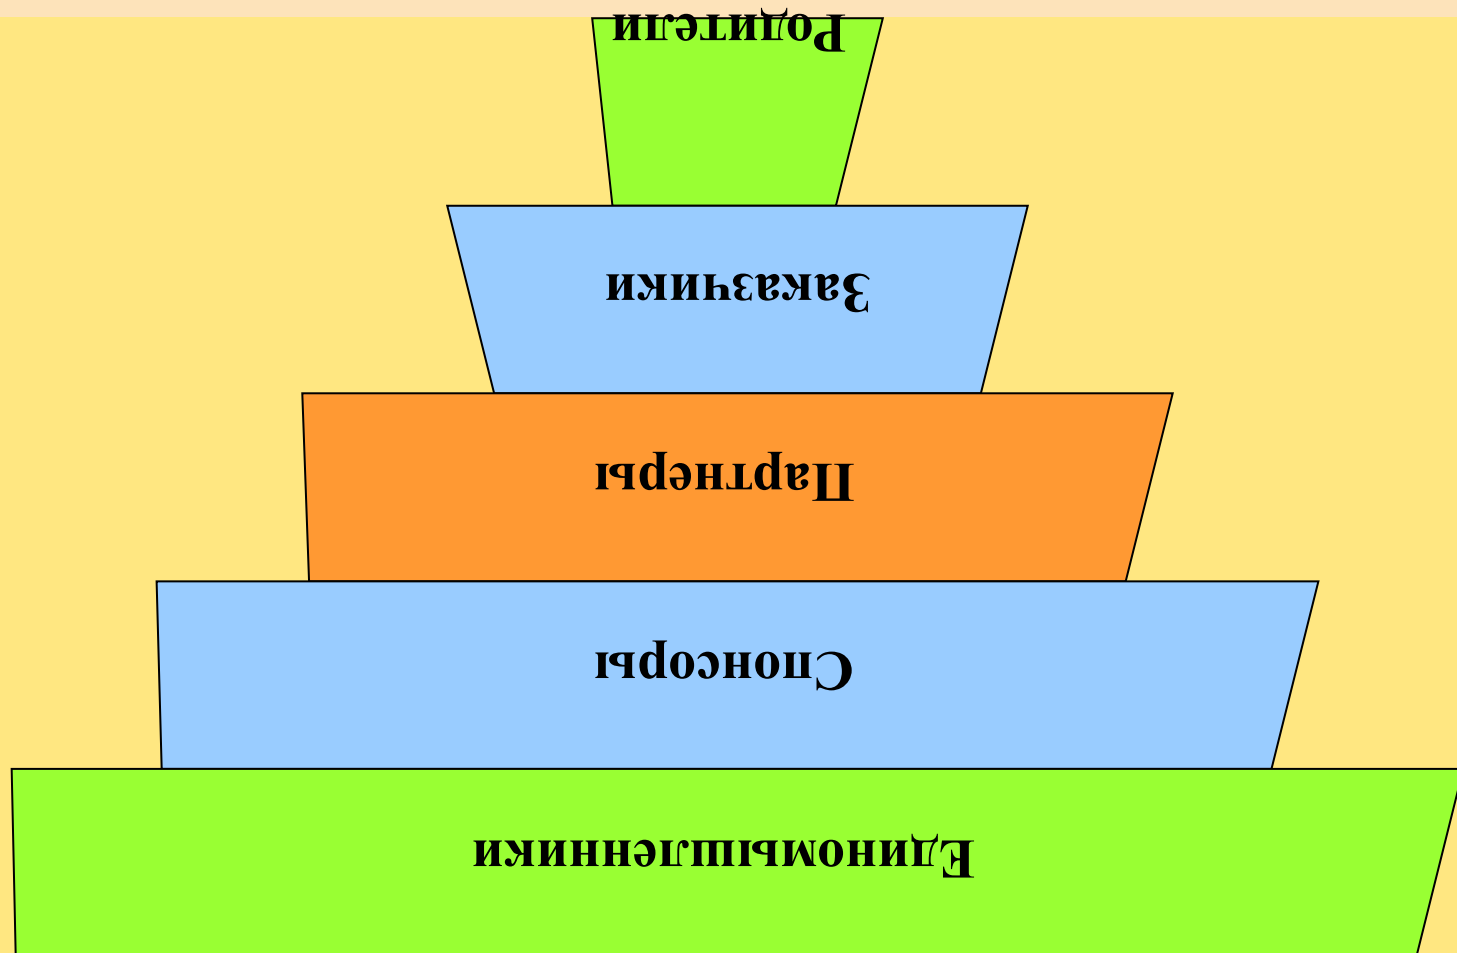 Родители
Заказчики
Партнеры
Спонсоры
Единомышленники